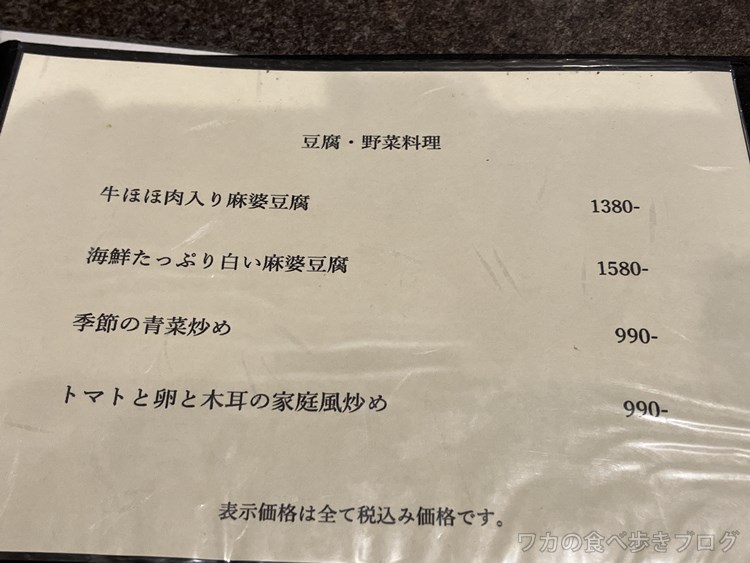 豆腐・野菜料理
牛ほほ肉入り麻婆豆腐 1380-
海鮮たっぷり白い麻婆豆腐 1580-
季節の青菜炒め 990-
トマトと卵と木耳の家庭風炒め 990-
表示価格は全て税込み価格です。
ワカの食べ歩きブログ